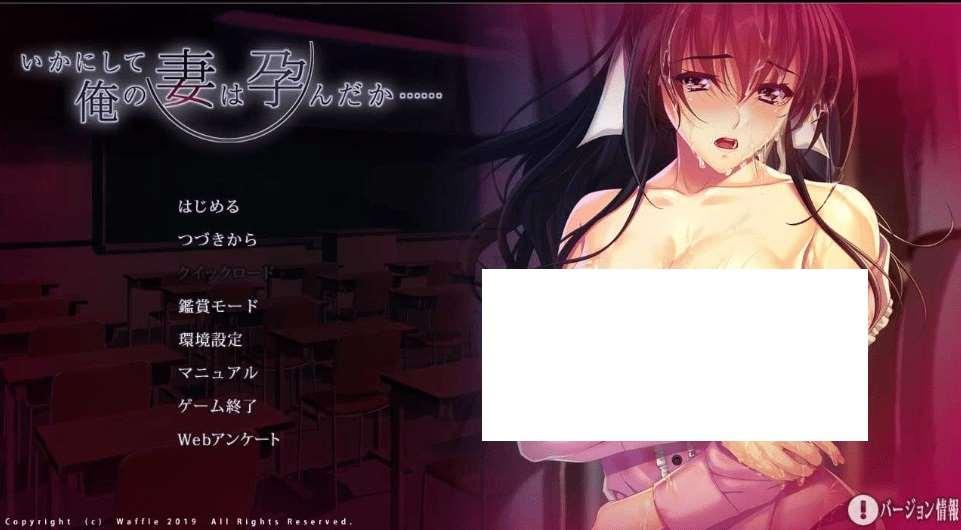 いかにして
俺の妻は孕んだか……
はじめる
つづきから
クイックロード
鑑賞モード
環境設定
マニュアル
ゲーム終了
Webアンケート
バージョン情報
Copyright (c) Waffle 2019 All Rights Reserved.